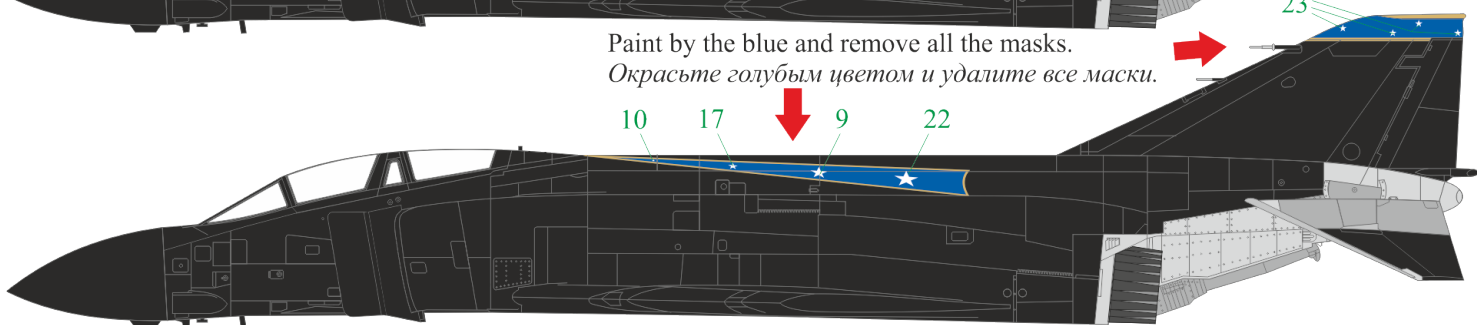 23
Paint by the blue and remove all the masks.
Окрасьте голубым цветом и удалите все маски.
10 17 9 22